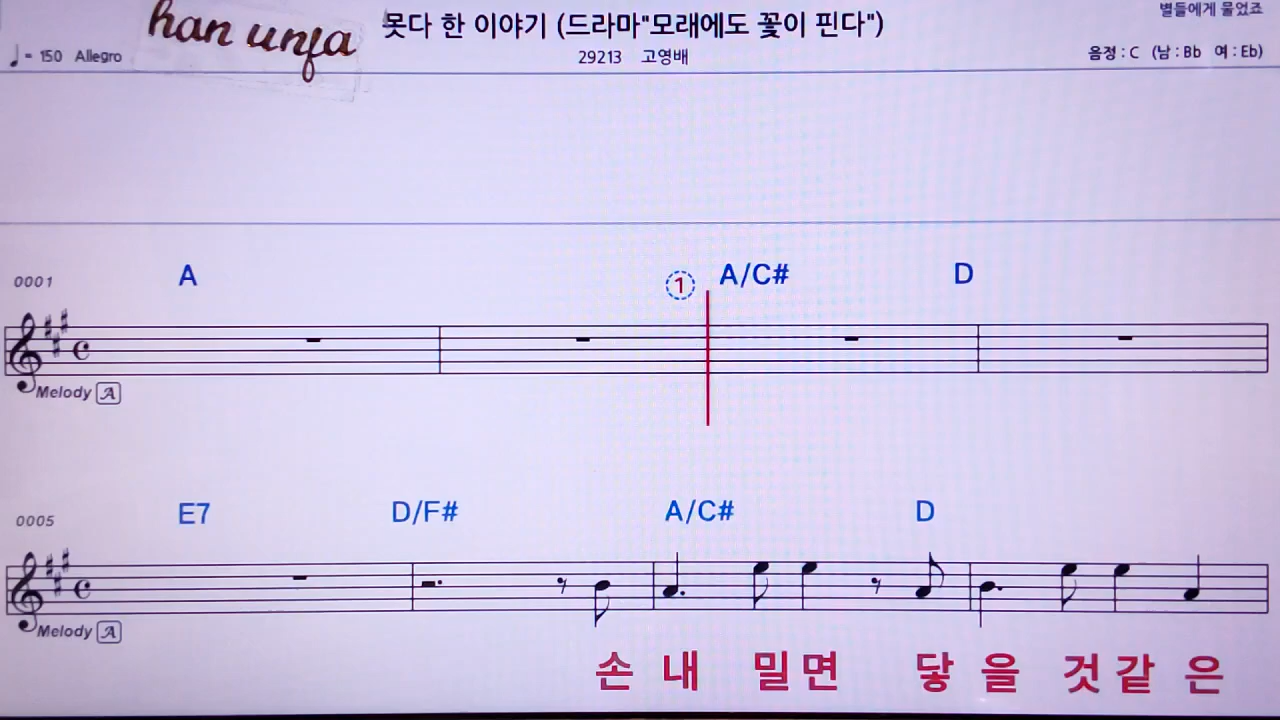 han unfa
못다 한 이야기 (드라마"모래에도 꽃이 핀다")
별들에게 물었죠
♩= 150 Allegro
29213 고영배
음정 : C (남 : Bb 여 : Eb)
0001 A ① A/C# D
Melody A
0005 E7 D/F# A/C# D
Melody A
손 내 밀 면 닿 을 것 같 은